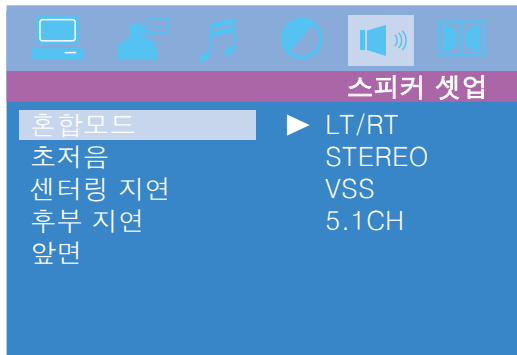 스피커 셋업
혼합모드 ▶ LT/RT
초저음 STEREO
센터링 지연 VSS
후부 지연 5.1CH
앞면